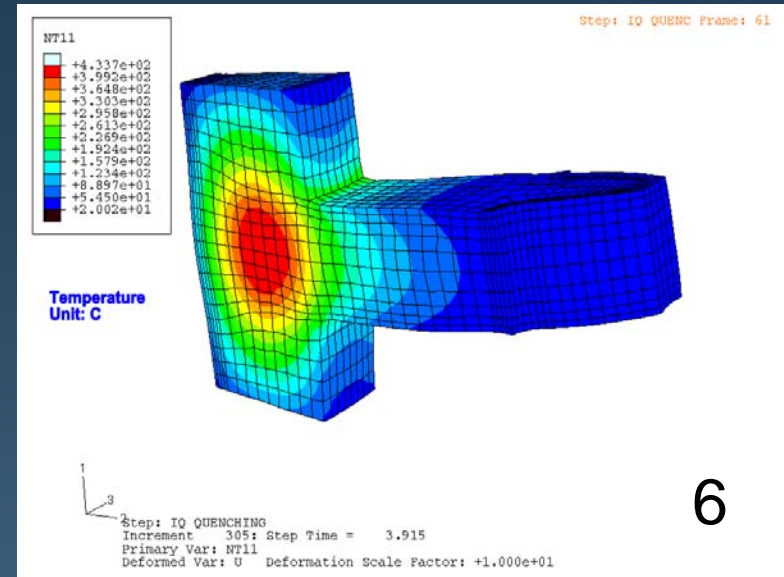 Step: IQ QUENC Frame: 61
NT11
+4.337e+02
+3.992e+02
+3.648e+02
+3.303e+02
+2.958e+02
+2.613e+02
+2.269e+02
+1.924e+02
+1.579e+02
+1.234e+02
+8.897e+01
+5.450e+01
+2.002e+01
Temperature
Unit: C
1
3
2
Step: IQ QUENCHING
Increment 305: Step Time = 3.915
Primary Var: NT11
Deformed Var: U Deformation Scale Factor: +1.000e+01
6